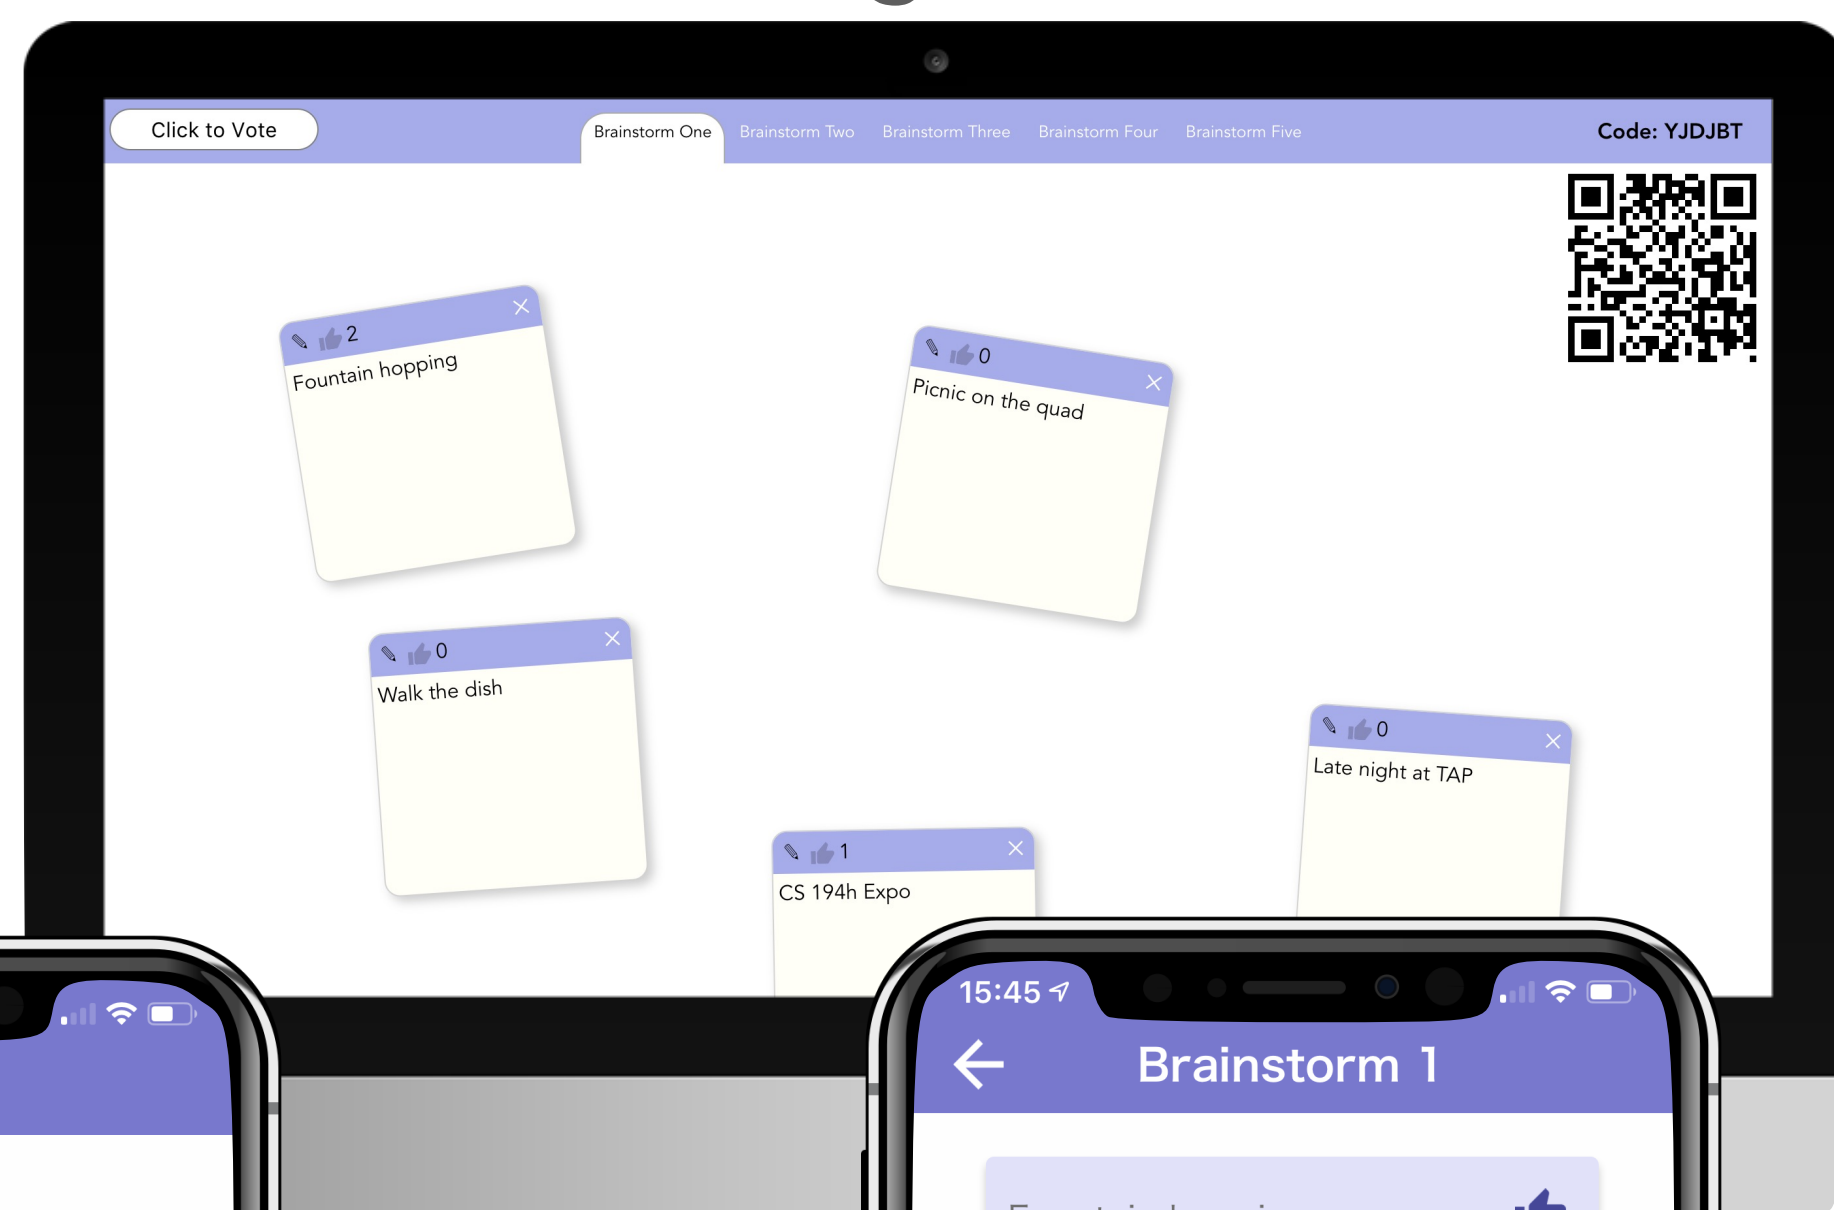 Click to Vote
Brainstorm One
Brainstorm Two
Brainstorm Three
Brainstorm Four
Brainstorm Five
Code: YJDJBT
2
Fountain hopping
0
Picnic on the quad
0
Walk the dish
0
Late night at TAP
1
CS 194h Expo
15:45
Brainstorm 1